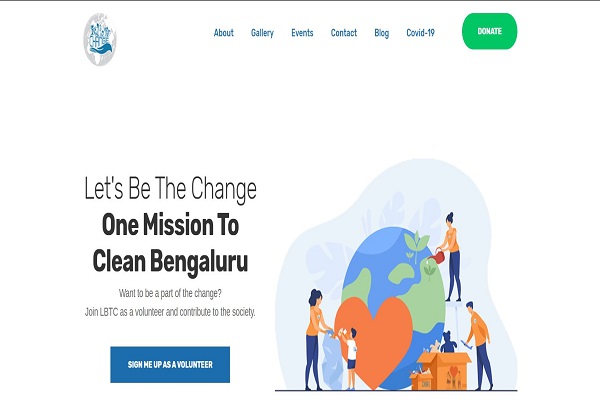 About Gallery Events Contact Blog Covid-19 DONATE
Let's Be The Change
One Mission To
Clean Bengaluru
Want to be a part of the change?
Join LBTC as a volunteer and contribute to the society.
SIGN ME UP AS A VOLUNTEER